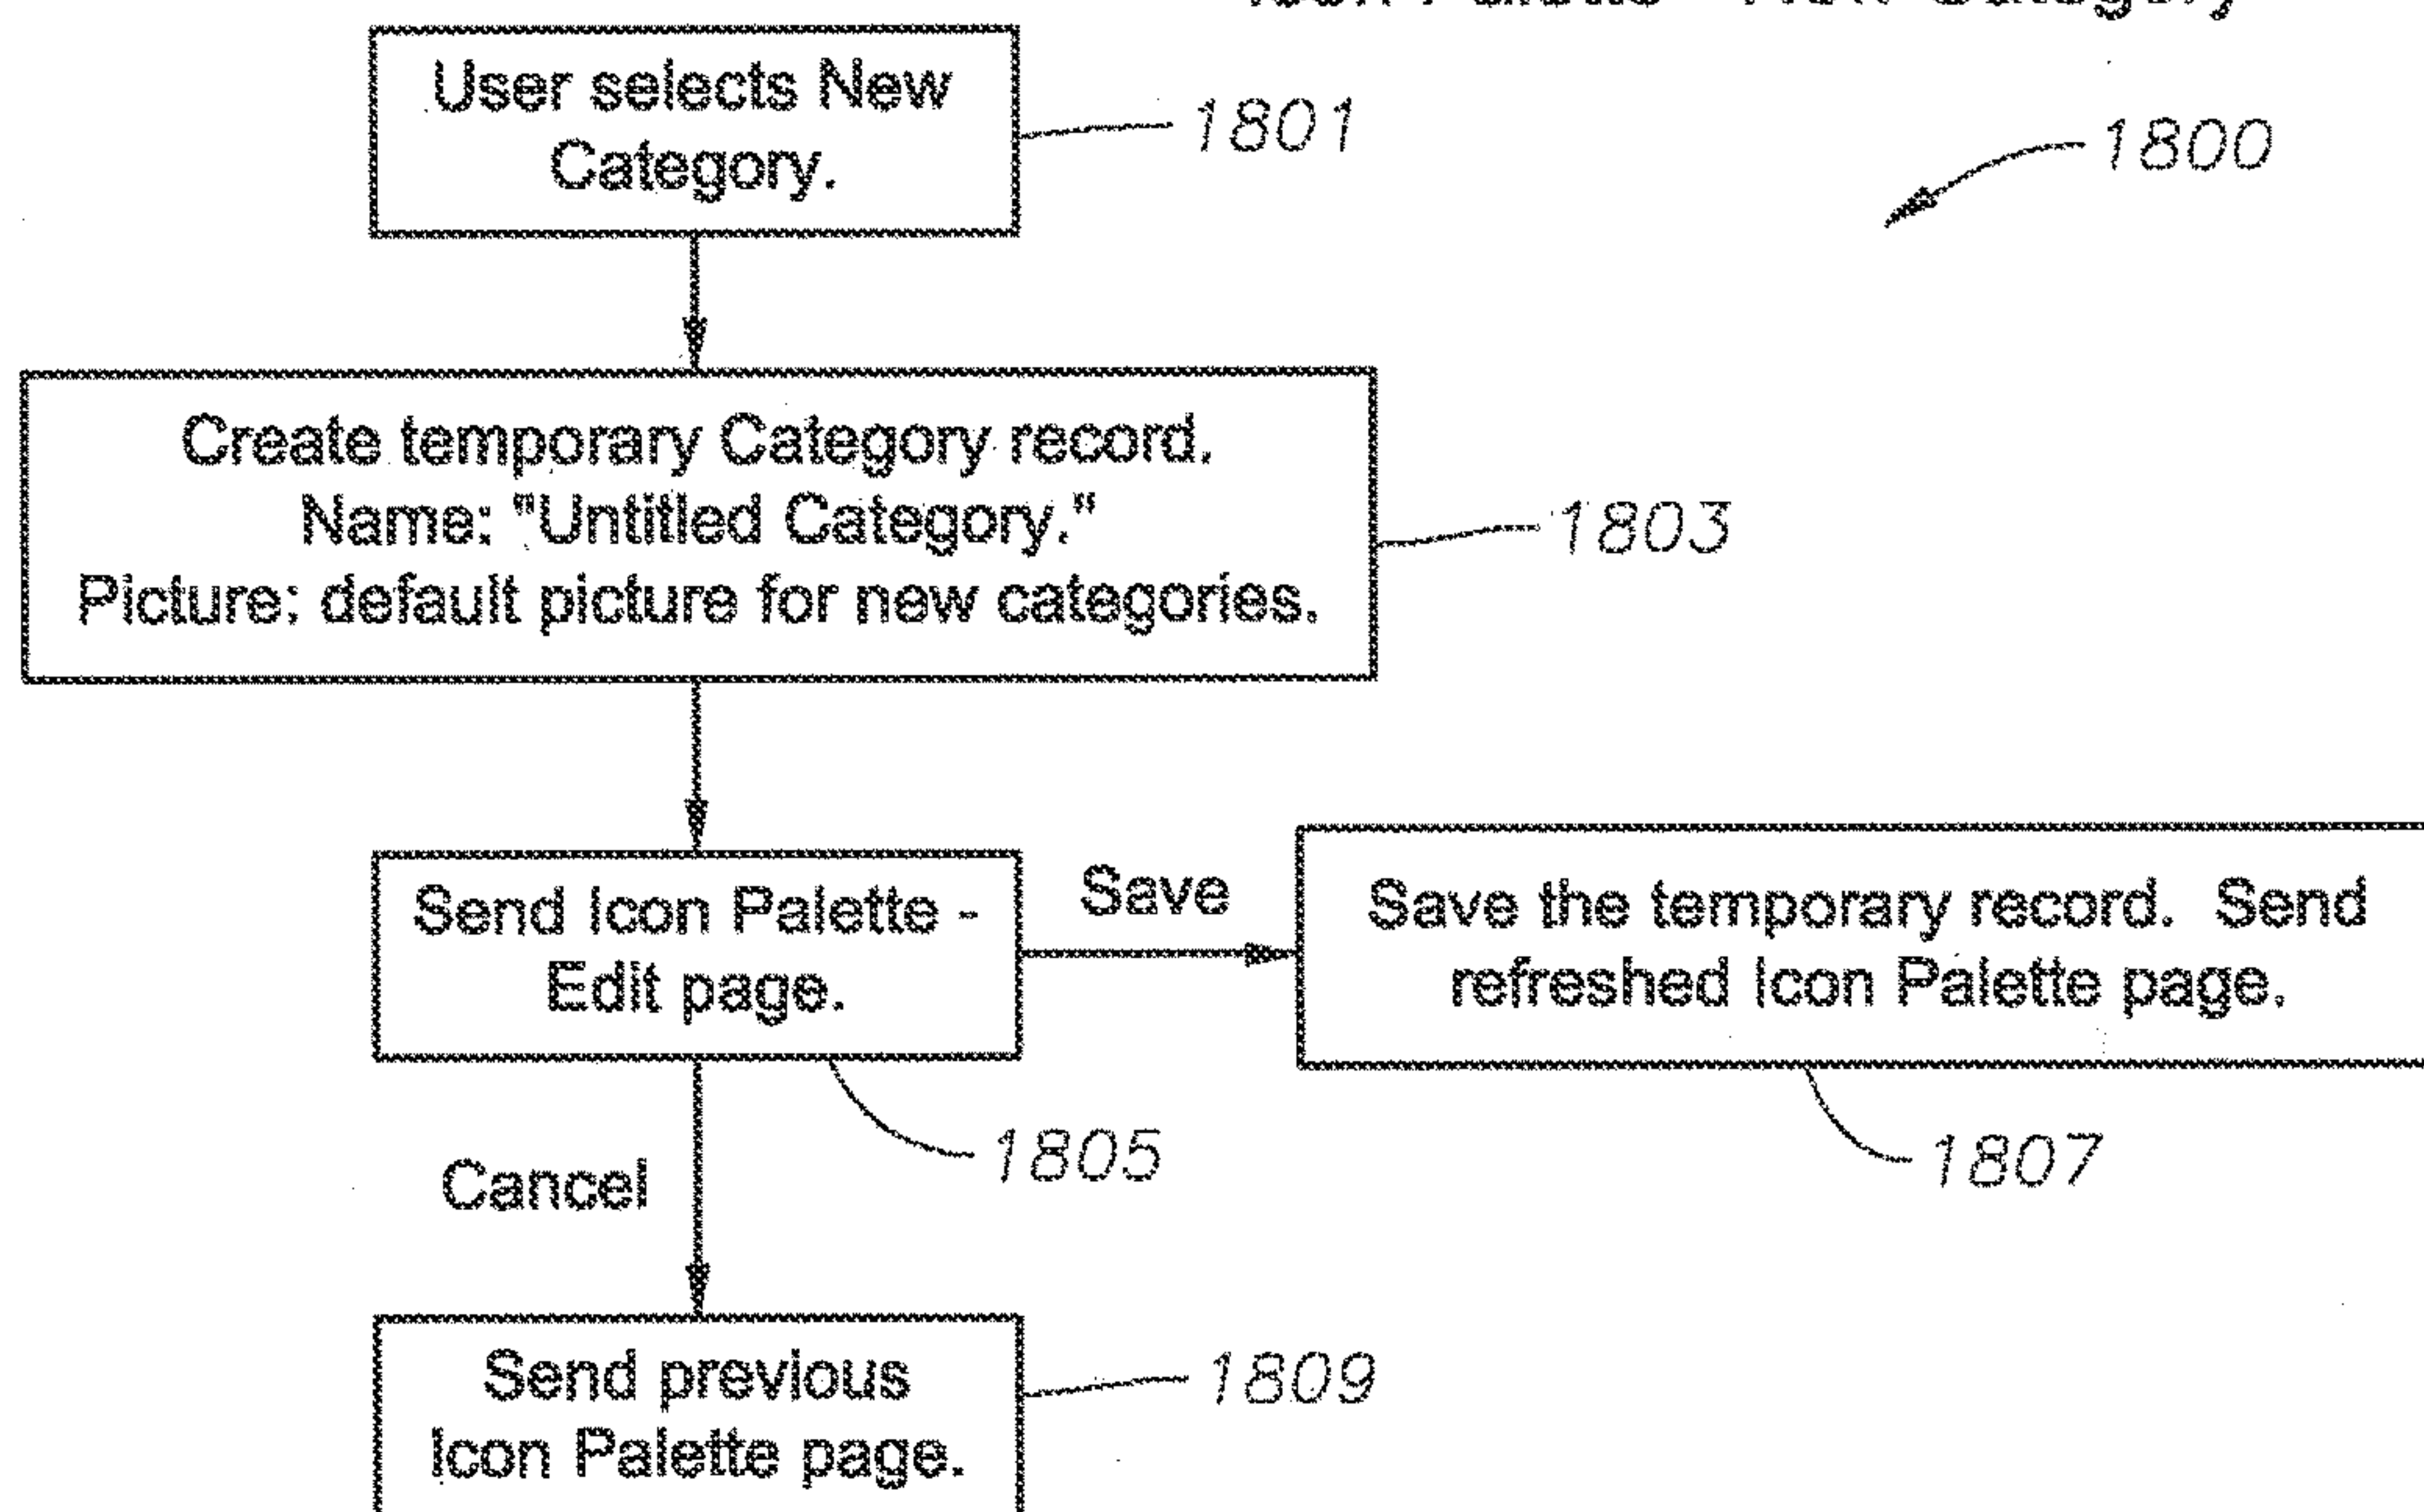 User selects New
Category.
1801
1800
Create temporary Category record.
Name: "Untitled Category."
Picture: default picture for new categories.
1803
Send Icon Palette -
Edit page.
Save
Save the temporary record. Send
refreshed Icon Palette page.
1805
1807
Cancel
Send previous
Icon Palette page.
1809